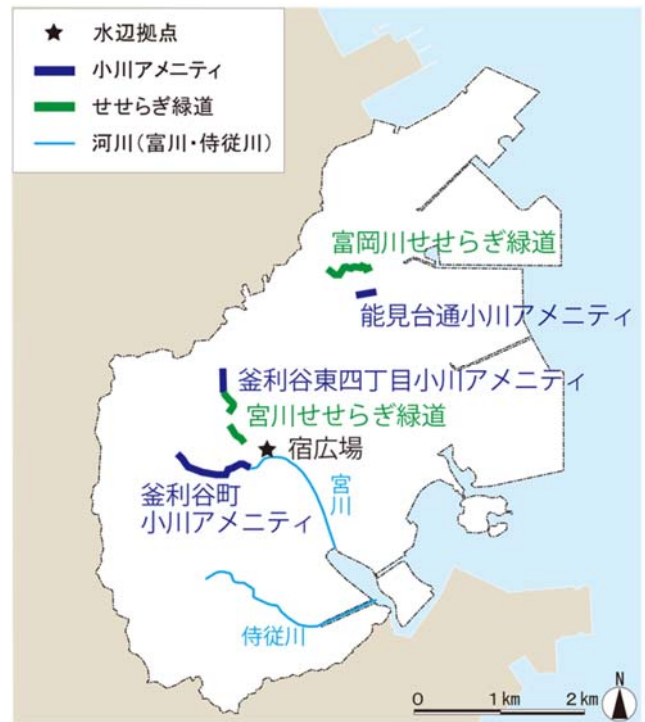 水辺拠点
小川アメニティ
せせらぎ緑道
河川(富川・侍従川)
富岡川せせらぎ緑道
能見台通小川アメニティ
釜利谷東四丁目小川アメニティ
宮川せせらぎ緑道
宿広場
釜利谷町
小川アメニティ
宮川
侍従川
N
0 1km 2km